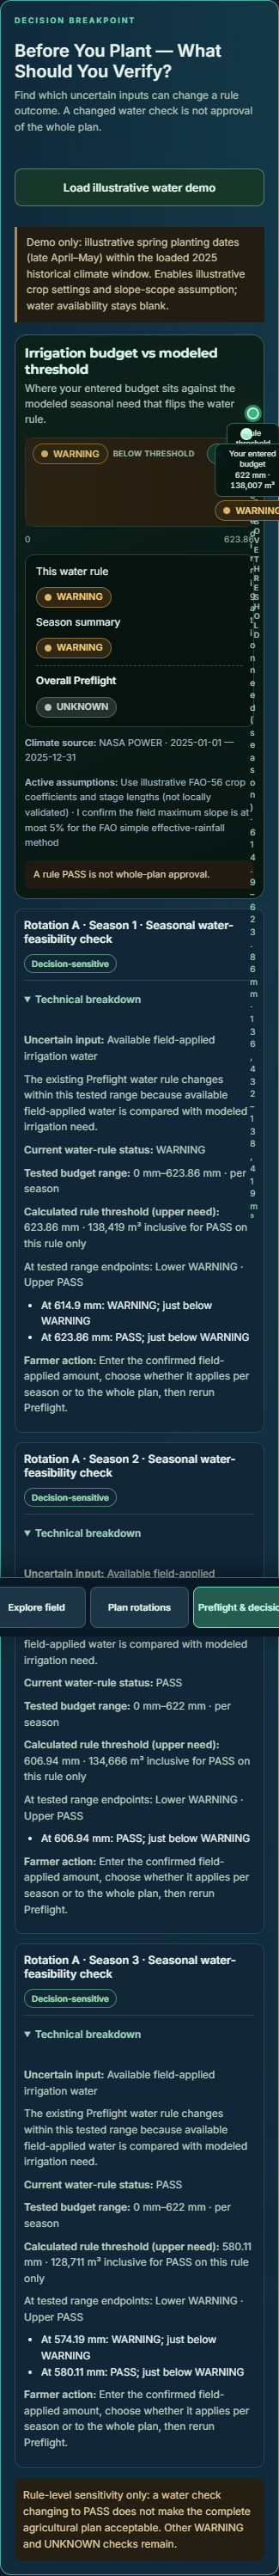 DECISION BREAKPOINT
Before You Plant — What
Should You Verify?
Find which uncertain inputs can change a rule
outcome. A changed water check is not approval
of the whole plan.
Load illustrative water demo
Demo only: illustrative spring planting dates
(late April–May) within the loaded 2025
historical climate window. Enables illustrative
crop settings and slope-scope assumption;
water availability stays blank.
Irrigation budget vs modeled
threshold
Where your entered budget sits against the
modeled seasonal need that flips the water
rule.
WARNING
BELOW THRESHOLD
Your entered
budget
622 mm ·
138,007 m³
WARNING
0
623.86
This water rule
WARNING
Season summary
WARNING
Overall Preflight
UNKNOWN
Climate source: NASA POWER · 2025-01-01 —
2025-12-31
Active assumptions: Use illustrative FAO-56 crop
coefficients and stage lengths (not locally
validated) · I confirm the field maximum slope is at
most 5% for the FAO simple effective-rainfall
method
A rule PASS is not whole-plan approval.
Rotation A · Season 1 · Seasonal water-
feasibility check
Decision-sensitive
▼ Technical breakdown
Uncertain input: Available field-applied
irrigation water
The existing Preflight water rule changes
within this tested range because available
field-applied water is compared with modeled
irrigation need.
Current water-rule status: WARNING
Tested budget range: 0 mm–623.86 mm · per
season
Calculated rule threshold (upper need):
623.86 mm · 138,419 m³ inclusive for PASS on
this rule only
At tested range endpoints: Lower WARNING ·
Upper PASS
• At 614.9 mm: WARNING; just below
WARNING
• At 623.86 mm: PASS; just below WARNING
Farmer action: Enter the confirmed field-
applied amount, choose whether it applies per
season or to the whole plan, then rerun
Preflight.
Rotation A · Season 2 · Seasonal water-
feasibility check
Decision-sensitive
▼ Technical breakdown
Uncertain input: Available field-applied
Explore field
Plan rotations
Preflight & decisio
field-applied water is compared with modeled
irrigation need.
Current water-rule status: PASS
Tested budget range: 0 mm–622 mm · per
season
Calculated rule threshold (upper need):
606.94 mm · 134,666 m³ inclusive for PASS on
this rule only
At tested range endpoints: Lower WARNING ·
Upper PASS
• At 606.94 mm: PASS; just below WARNING
Farmer action: Enter the confirmed field-
applied amount, choose whether it applies per
season or to the whole plan, then rerun
Preflight.
Rotation A · Season 3 · Seasonal water-
feasibility check
Decision-sensitive
▼ Technical breakdown
Uncertain input: Available field-applied
irrigation water
The existing Preflight water rule changes
within this tested range because available
field-applied water is compared with modeled
irrigation need.
Current water-rule status: PASS
Tested budget range: 0 mm–622 mm · per
season
Calculated rule threshold (upper need): 580.11
mm · 128,711 m³ inclusive for PASS on this rule
only
At tested range endpoints: Lower WARNING ·
Upper PASS
• At 574.19 mm: WARNING; just below
WARNING
• At 580.11 mm: PASS; just below WARNING
Farmer action: Enter the confirmed field-
applied amount, choose whether it applies per
season or to the whole plan, then rerun
Preflight.
Rule-level sensitivity only: a water check
changing to PASS does not make the complete
agricultural plan acceptable. Other WARNING
and UNKNOWN checks remain.